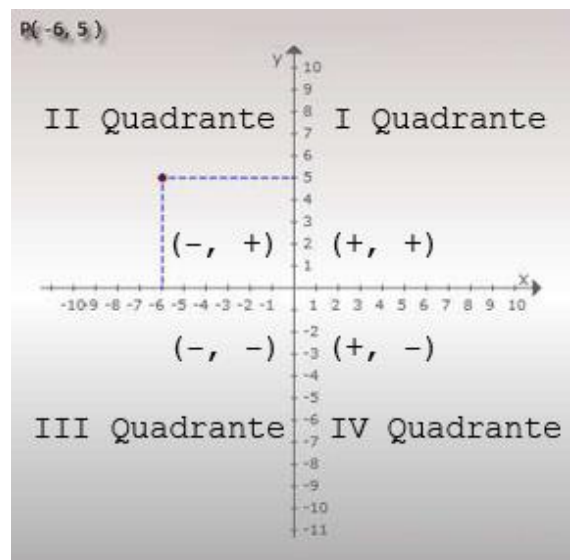 P( -6, 5 )
y
10
9
II Quadrante 8 I Quadrante
7
6
5
4
3
(-, +) 2 (+, +)
1
x
-10 -9 -8 -7 -6 -5 -4 -3 -2 -1 1 2 3 4 5 6 7 8 9 10
-2
(-, -) -3 (+, -)
-4
-5
-6
III Quadrante -7 IV Quadrante
-8
-9
-10
-11